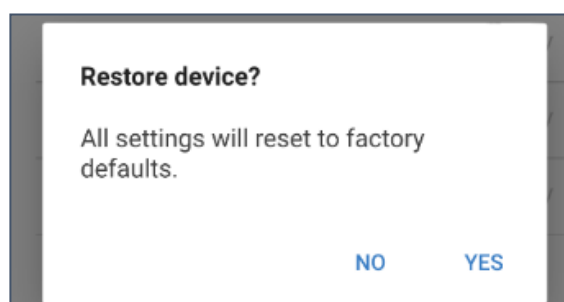 Restore device?
All settings will reset to factory
defaults.
NO YES